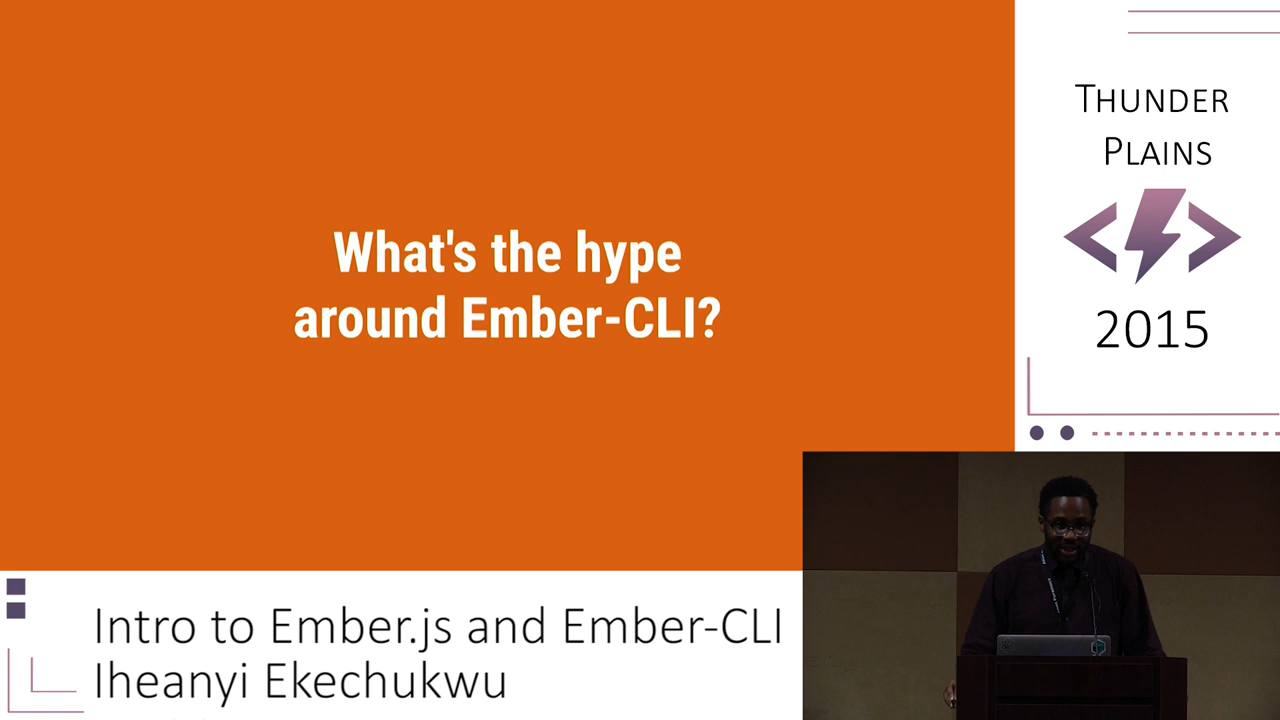 What's the hype
around Ember-CLI?
THUNDER
PLAINS
2015
Intro to Ember.js and Ember-CLI
Iheanyi Ekechukwu